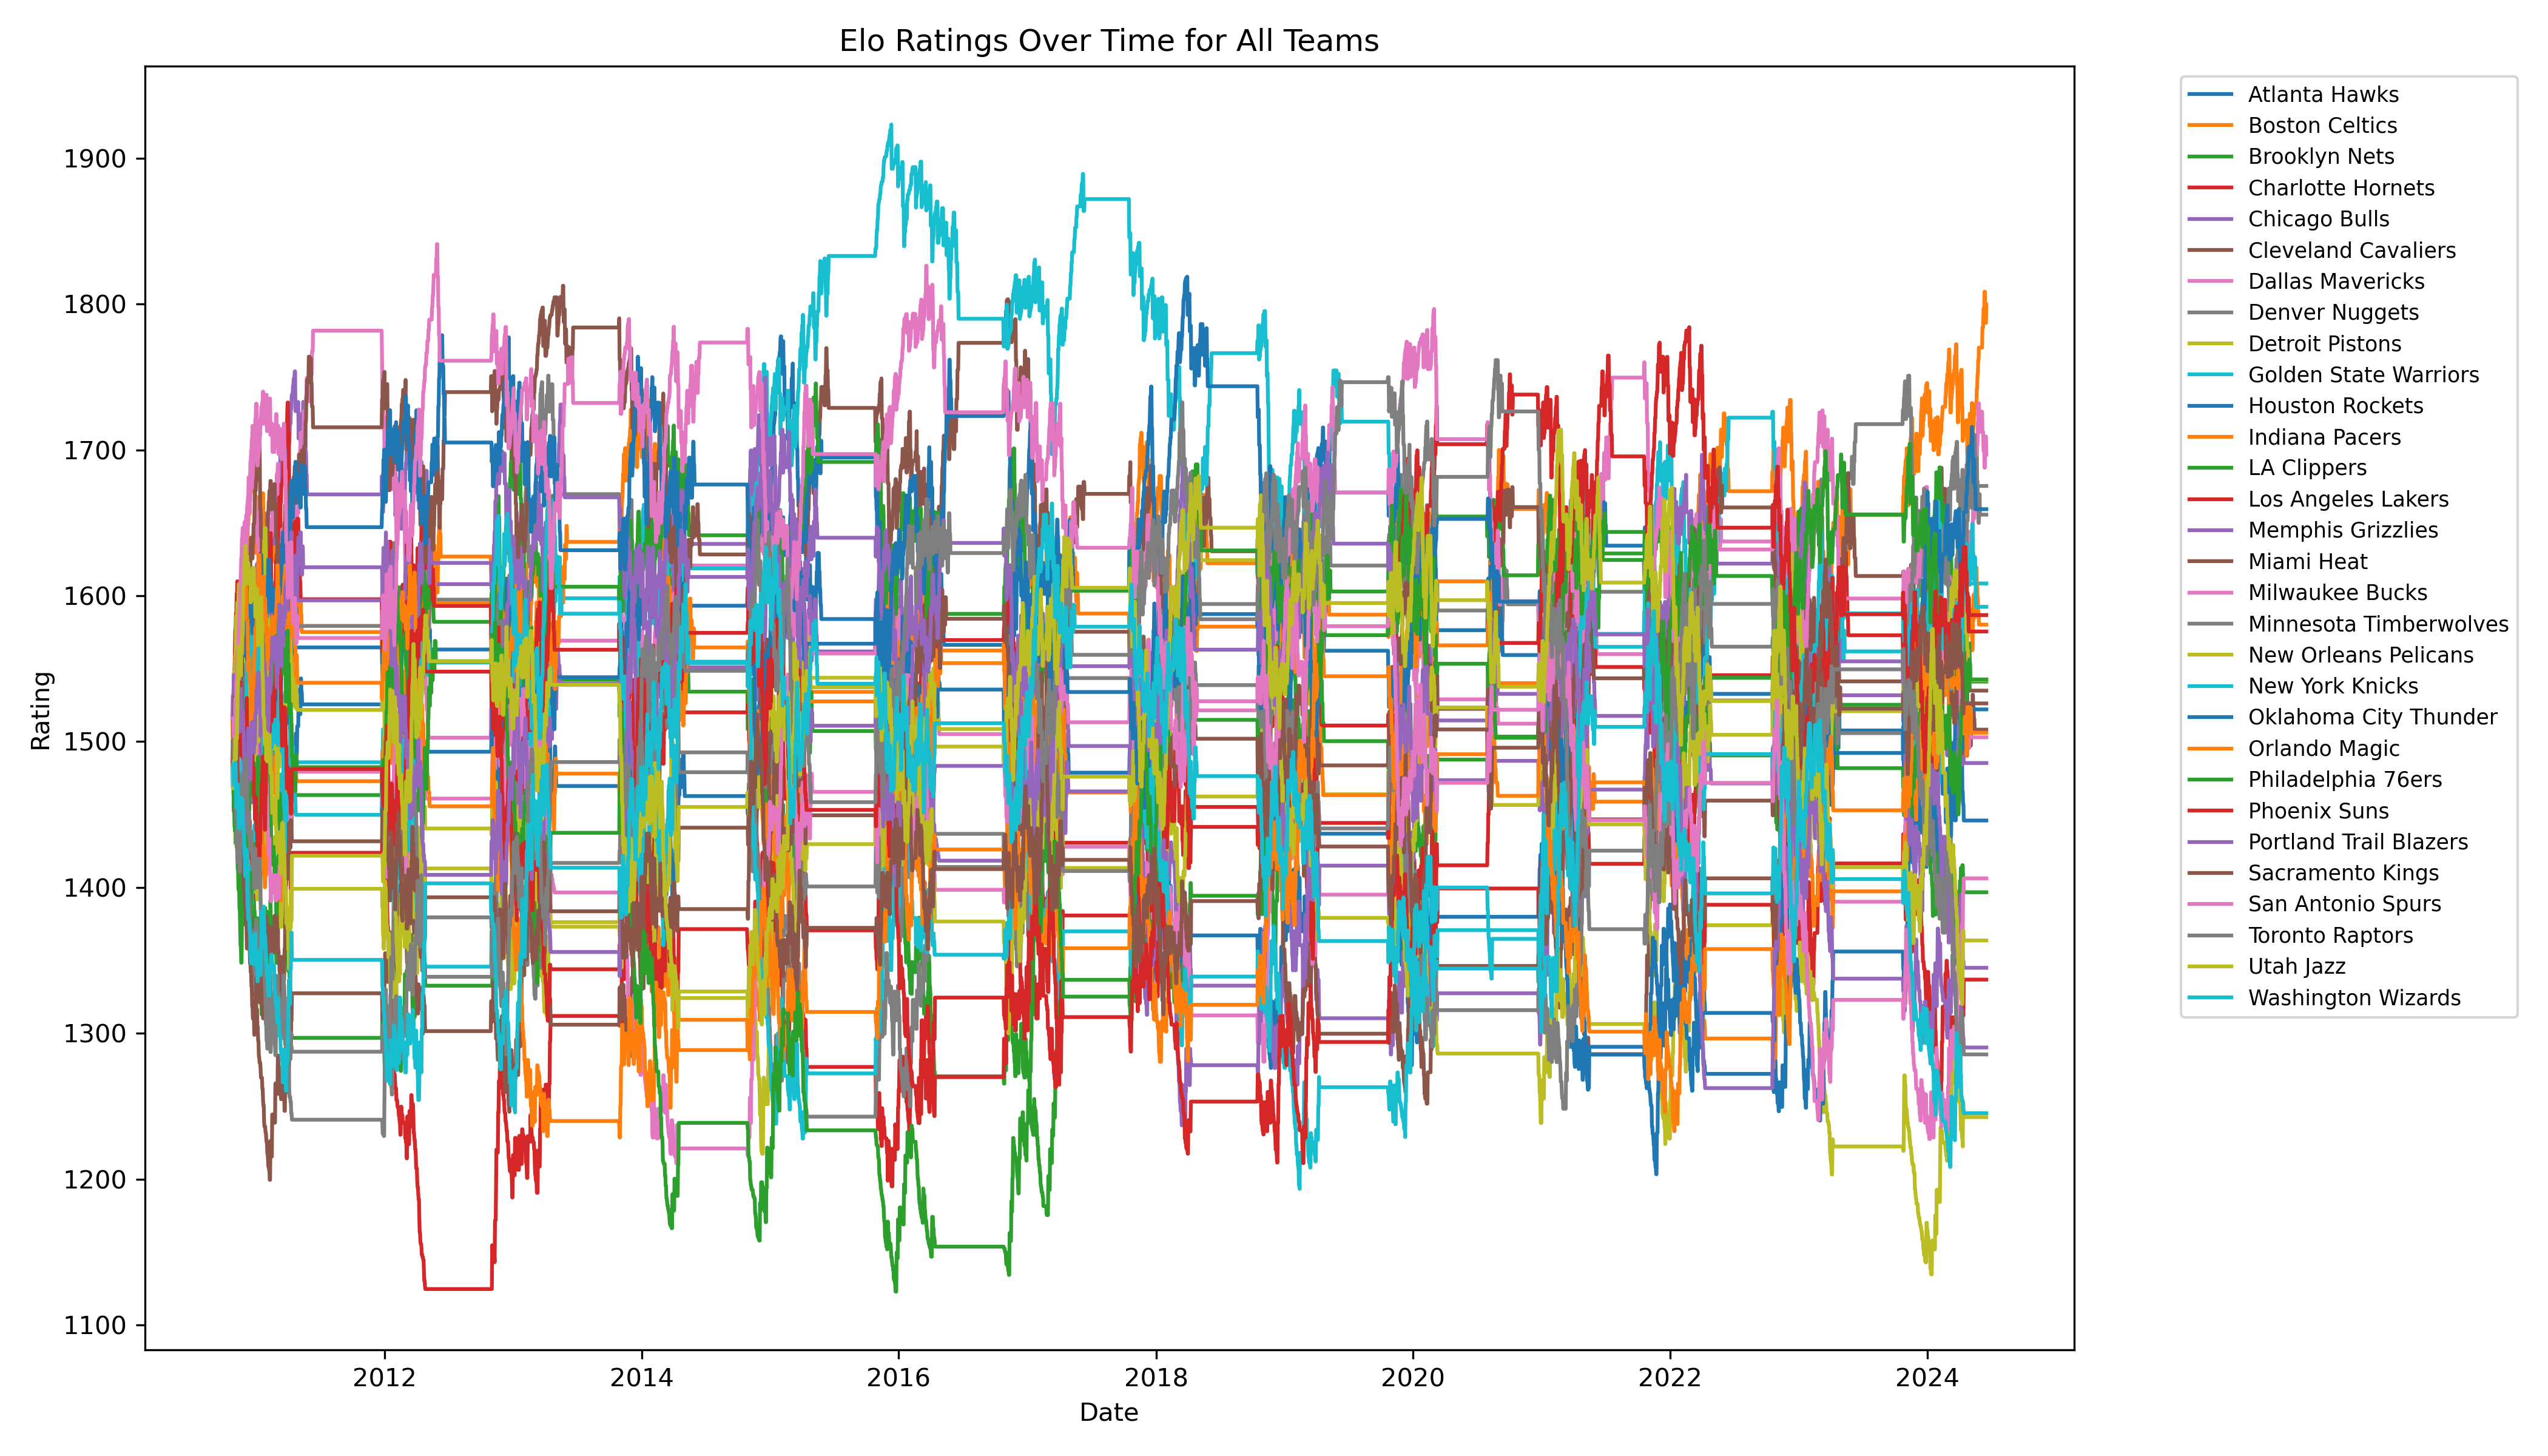 Elo Ratings Over Time for All Teams
1900
1800
1700
1600
1500
1400
1300
1200
1100
Rating
2012 2014 2016 2018 2020 2022 2024
Date
Atlanta Hawks
Boston Celtics
Brooklyn Nets
Charlotte Hornets
Chicago Bulls
Cleveland Cavaliers
Dallas Mavericks
Denver Nuggets
Detroit Pistons
Golden State Warriors
Houston Rockets
Indiana Pacers
LA Clippers
Los Angeles Lakers
Memphis Grizzlies
Miami Heat
Milwaukee Bucks
Minnesota Timberwolves
New Orleans Pelicans
New York Knicks
Oklahoma City Thunder
Orlando Magic
Philadelphia 76ers
Phoenix Suns
Portland Trail Blazers
Sacramento Kings
San Antonio Spurs
Toronto Raptors
Utah Jazz
Washington Wizards